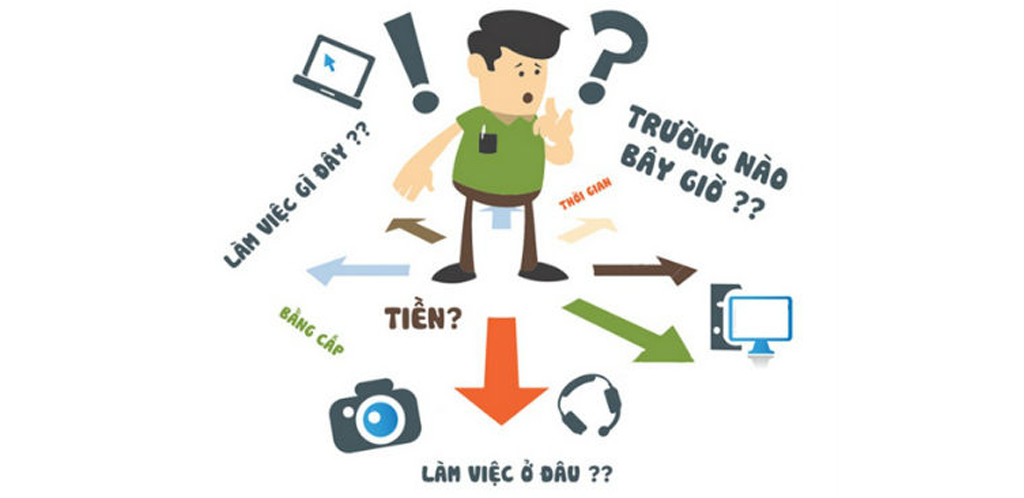 LÀM VIỆC GÌ ĐÂY ??
TRƯỜNG NÀO
BÂY GIỜ ??
THỜI GIAN
BẰNG CẤP
TIỀN?
LÀM VIỆC Ở ĐÂU ??